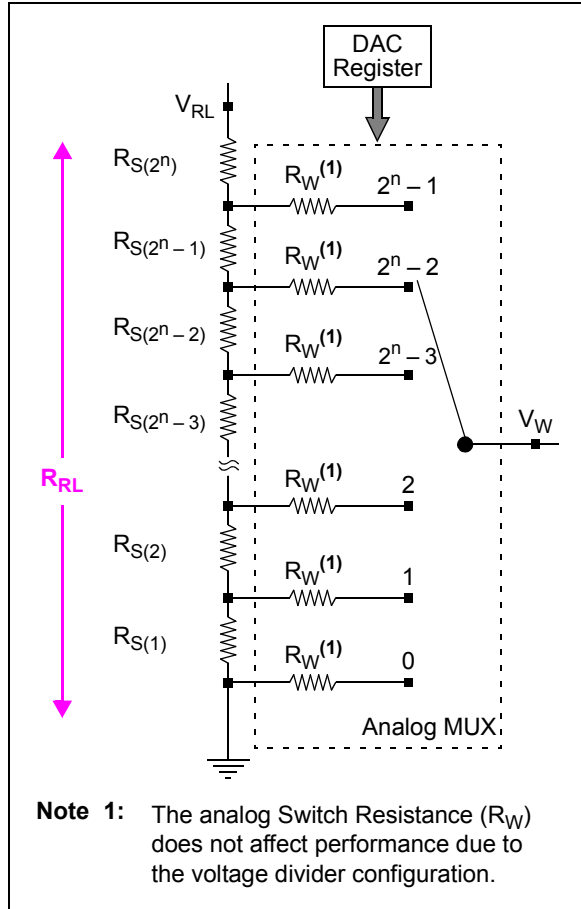 DAC
Register
V_RL
R_S(2^n)
R_W^(1)
2^n – 1
R_S(2^n – 1)
R_W^(1)
2^n – 2
R_S(2^n – 2)
R_W^(1)
2^n – 3
R_S(2^n – 3)
V_W
R_RL
R_W^(1)
2
R_S(2)
R_W^(1)
1
R_S(1)
R_W^(1)
0
Analog MUX
Note 1: The analog Switch Resistance (R_W)
does not affect performance due to
the voltage divider configuration.